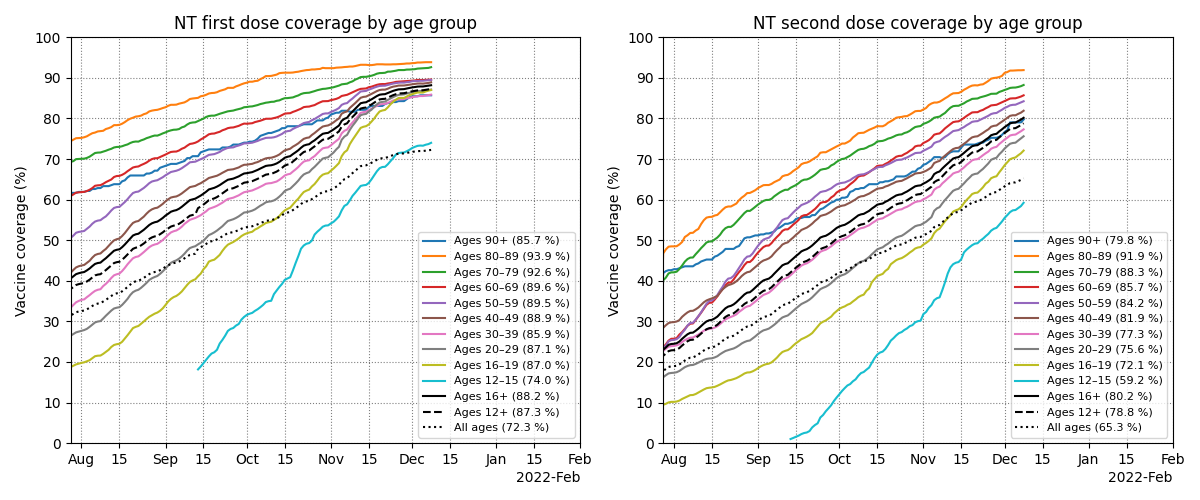 NT first dose coverage by age group
Vaccine coverage (%)
100
90
80
70
60
50
40
30
20
10
0
Ages 90+ (85.7 %)
Ages 80–89 (93.9 %)
Ages 70–79 (92.6 %)
Ages 60–69 (89.6 %)
Ages 50–59 (89.5 %)
Ages 40–49 (88.9 %)
Ages 30–39 (85.9 %)
Ages 20–29 (87.1 %)
Ages 16–19 (87.0 %)
Ages 12–15 (74.0 %)
Ages 16+ (88.2 %)
Ages 12+ (87.3 %)
All ages (72.3 %)
Aug 15 Sep 15 Oct 15 Nov 15 Dec 15 Jan 15 Feb
2022-Feb
NT second dose coverage by age group
Vaccine coverage (%)
100
90
80
70
60
50
40
30
20
10
0
Ages 90+ (79.8 %)
Ages 80–89 (91.9 %)
Ages 70–79 (88.3 %)
Ages 60–69 (85.7 %)
Ages 50–59 (84.2 %)
Ages 40–49 (81.9 %)
Ages 30–39 (77.3 %)
Ages 20–29 (75.6 %)
Ages 16–19 (72.1 %)
Ages 12–15 (59.2 %)
Ages 16+ (80.2 %)
Ages 12+ (78.8 %)
All ages (65.3 %)
Aug 15 Sep 15 Oct 15 Nov 15 Dec 15 Jan 15 Feb
2022-Feb